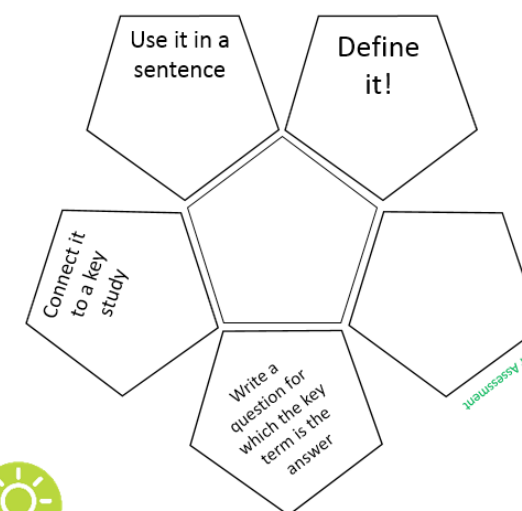 Use it in a
sentence
Define
it!
Connect it
to a key
study
Write a
question for
which the key
term is the
answer
Assessment